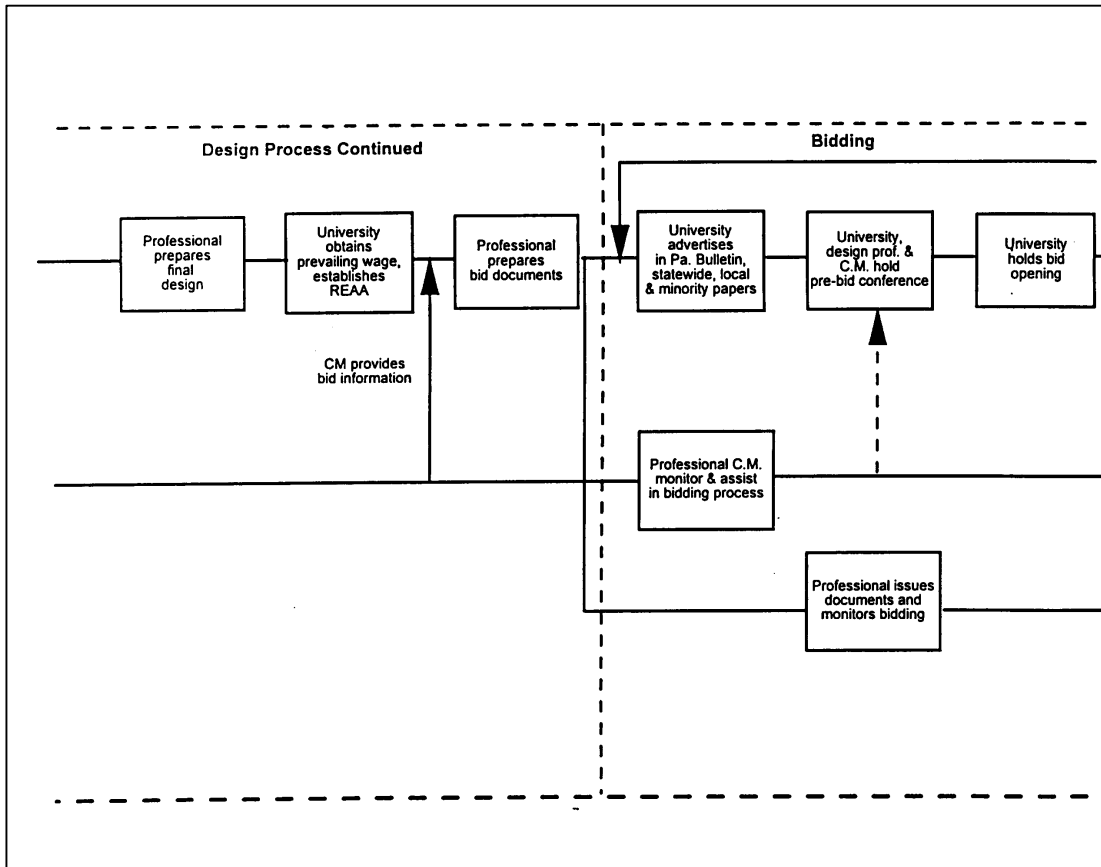 Design Process Continued
Bidding
Professional
prepares
final
design
University
obtains
prevailing wage,
establishes
REAA
Professional
prepares
bid documents
University
advertises
in Pa. Bulletin,
statewide, local
& minority papers
University,
design prof.
& C.M. hold
pre-bid conference
University
holds bid
opening
CM provides
bid information
Professional C.M.
monitor & assist
in bidding process
Professional issues
documents and
monitors bidding